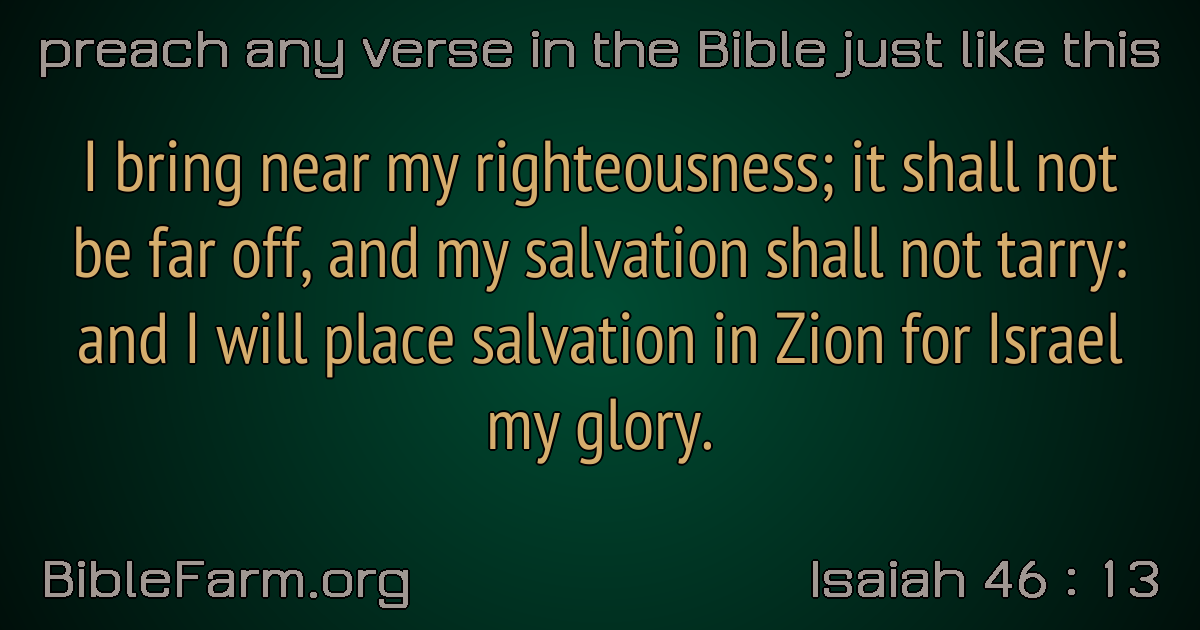 preach any verse in the Bible just like this
I bring near my righteousness; it shall not
be far off, and my salvation shall not tarry:
and I will place salvation in Zion for Israel
my glory.
BibleFarm.org
Isaiah 46 : 13